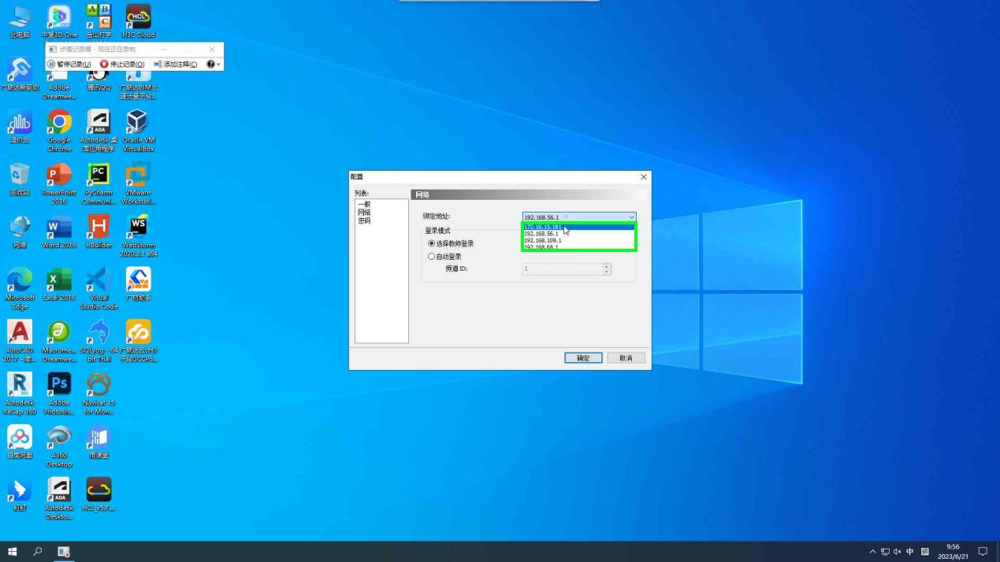 此电脑
中望3D One
金山打字
H3C Cloud
步骤记录器 - 现在正在录制
暂停记录(U)
停止记录(O)
添加注释(C)
广联达新驱动
Adobe
Dreamwe...
腾讯QQ
广联达BIM土
建计量平台...
造价云
Google
Chrome
Autodesk 桌
面应用程序
Oracle VM
VirtualBox
回收站
PowerPoint
2016
PyCharm
Communi...
VMware
Workstati...
网络
Word 2016
HBuilder
WebStorm
2020.3.1 x64
Microsoft
Edge
Excel 2016
Visual
Studio Code
广材助手
AutoCAD
2017 - 简...
Macrome...
Dreamwe...
SQLyog - 64
bit Trial
广联达云计价
平台GCCP6...
Autodesk
ReCap 360
Adobe
Photosh...
Navicat 15
for Mon...
百度网盘
A360
Desktop
雨课堂
钉钉
Autodesk
Deskto...
HCL_v5.7...
配置
列表:
一般
网络
密码
网络
绑定地址:
192.168.56.1
172.16.15.181
192.168.56.1
192.168.109.1
192.168.68.1
登录模式
选择教师登录
自动登录
频道 ID:
1
确定
取消
中
9:56
2023/6/21